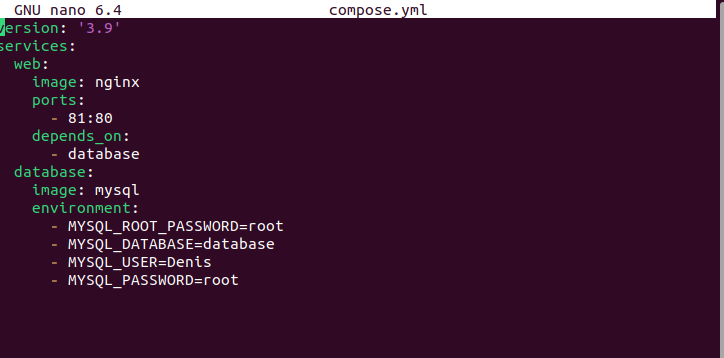 GNU nano 6.4 compose.yml
version: '3.9'
services:
  web:
    image: nginx
    ports:
      - 81:80
    depends_on:
      - database
  database:
    image: mysql
    environment:
      - MYSQL_ROOT_PASSWORD=root
      - MYSQL_DATABASE=database
      - MYSQL_USER=Denis
      - MYSQL_PASSWORD=root